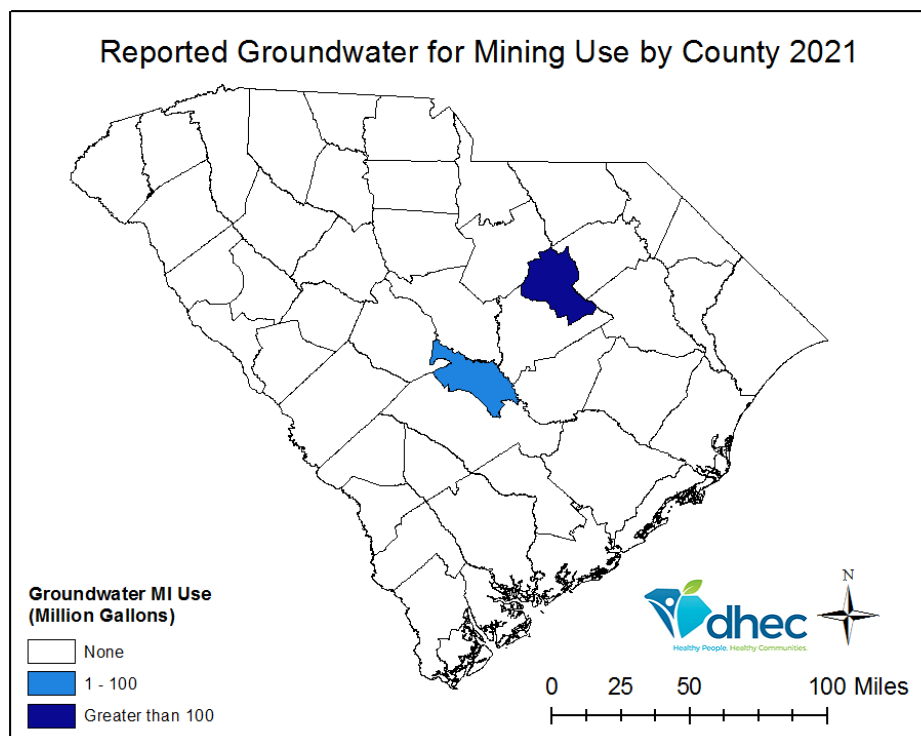 Reported Groundwater for Mining Use by County 2021
Groundwater MI Use
(Million Gallons)
None
1 - 100
Greater than 100
dhec
Healthy People. Healthy Communities.
N
0 25 50 100 Miles